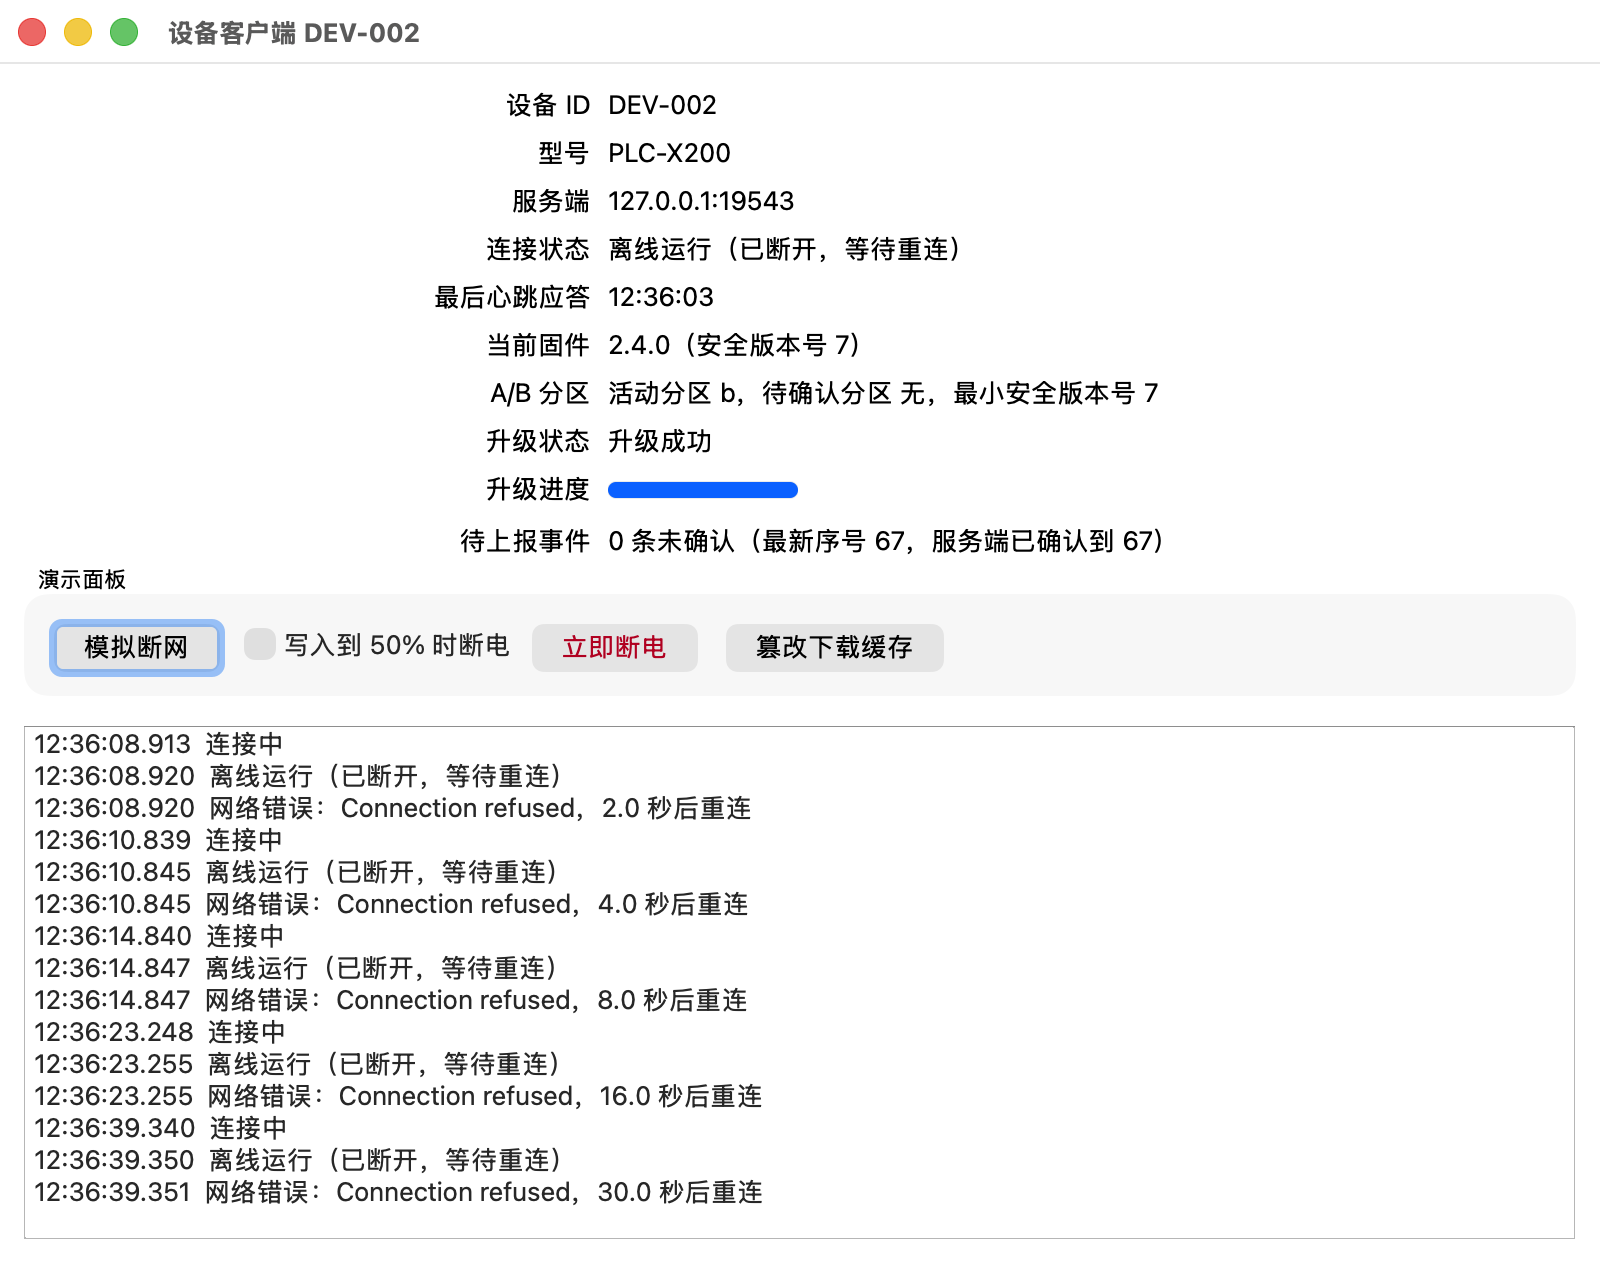 设备客户端 DEV-002
设备 ID DEV-002
型号 PLC-X200
服务端 127.0.0.1:19543
连接状态 离线运行（已断开，等待重连）
最后心跳应答 12:36:03
当前固件 2.4.0（安全版本号 7）
A/B 分区 活动分区 b，待确认分区 无，最小安全版本号 7
升级状态 升级成功
升级进度
待上报事件 0 条未确认（最新序号 67，服务端已确认到 67）
演示面板
模拟断网 写入到 50% 时断电 立即断电 篡改下载缓存
12:36:08.913 连接中
12:36:08.920 离线运行（已断开，等待重连）
12:36:08.920 网络错误：Connection refused，2.0 秒后重连
12:36:10.839 连接中
12:36:10.845 离线运行（已断开，等待重连）
12:36:10.845 网络错误：Connection refused，4.0 秒后重连
12:36:14.840 连接中
12:36:14.847 离线运行（已断开，等待重连）
12:36:14.847 网络错误：Connection refused，8.0 秒后重连
12:36:23.248 连接中
12:36:23.255 离线运行（已断开，等待重连）
12:36:23.255 网络错误：Connection refused，16.0 秒后重连
12:36:39.340 连接中
12:36:39.350 离线运行（已断开，等待重连）
12:36:39.351 网络错误：Connection refused，30.0 秒后重连